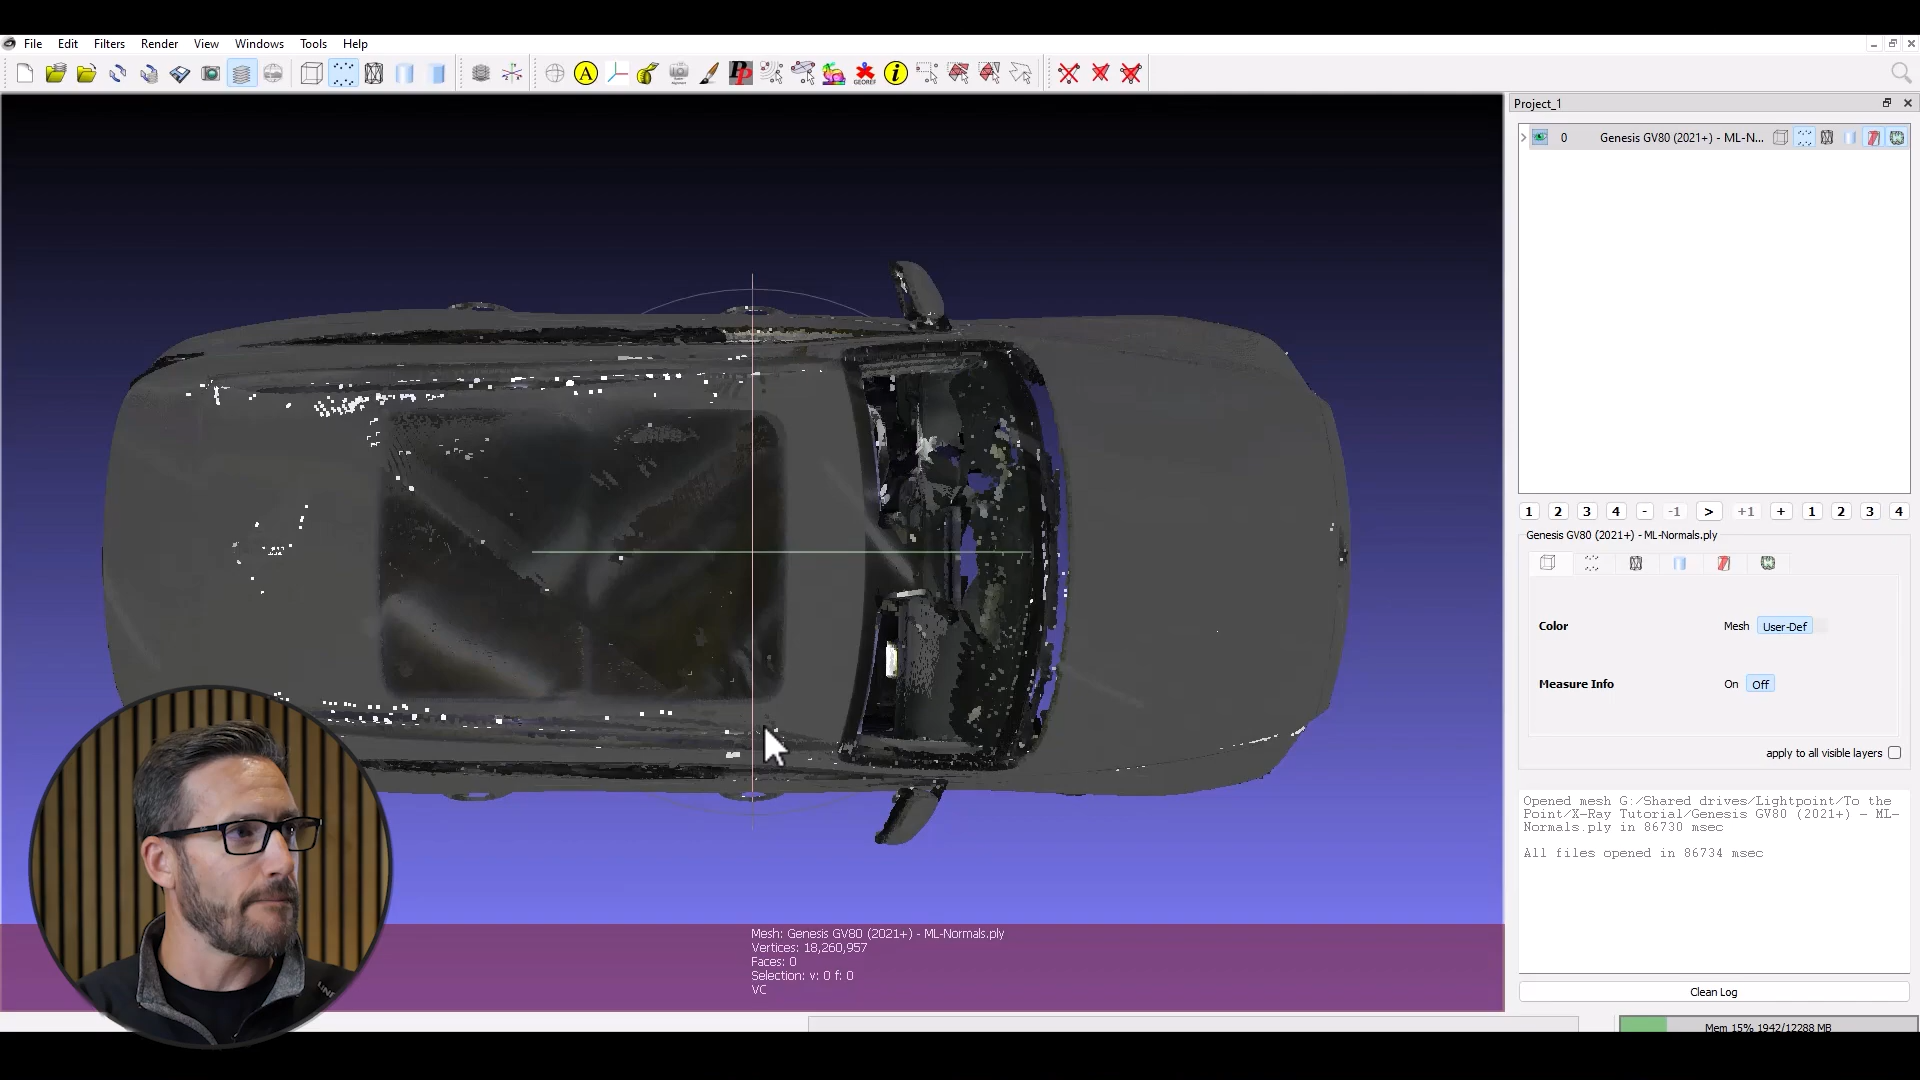 File Edit Filters Render View Windows Tools Help
A
PP
GEOREF
i
Project_1
0 Genesis GV80 (2021+) - ML-N...
1 2 3 4 - -1 > +1 + 1 2 3 4
Genesis GV80 (2021+) - ML-Normals.ply
Color Mesh User-Def
Measure Info On Off
apply to all visible layers
Opened mesh G:/Shared drives/Lightpoint/To the
Point/X-Ray Tutorial/Genesis GV80 (2021+) - ML-
Normals.ply in 86730 msec
All files opened in 86734 msec
Clean Log
Mem 15% 1942/12288 MB
Mesh: Genesis GV80 (2021+) - ML-Normals.ply
Vertices: 18,260,957
Faces: 0
Selection: v: 0 f: 0
VC